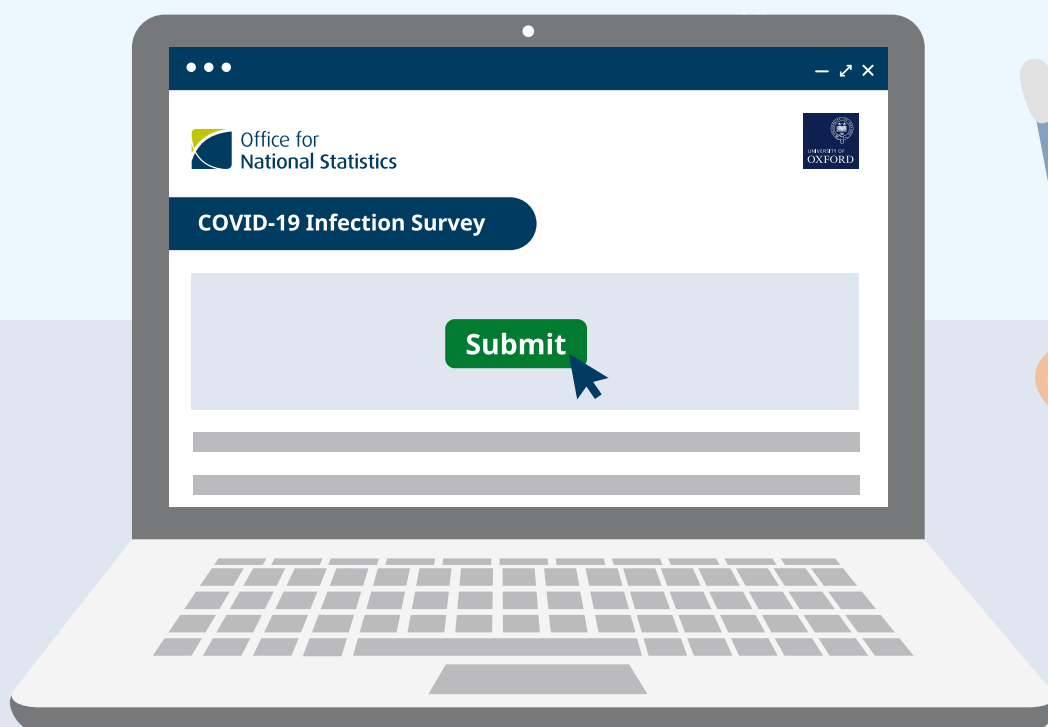 Office for
National Statistics
UNIVERSITY OF
OXFORD
COVID-19 Infection Survey
Submit